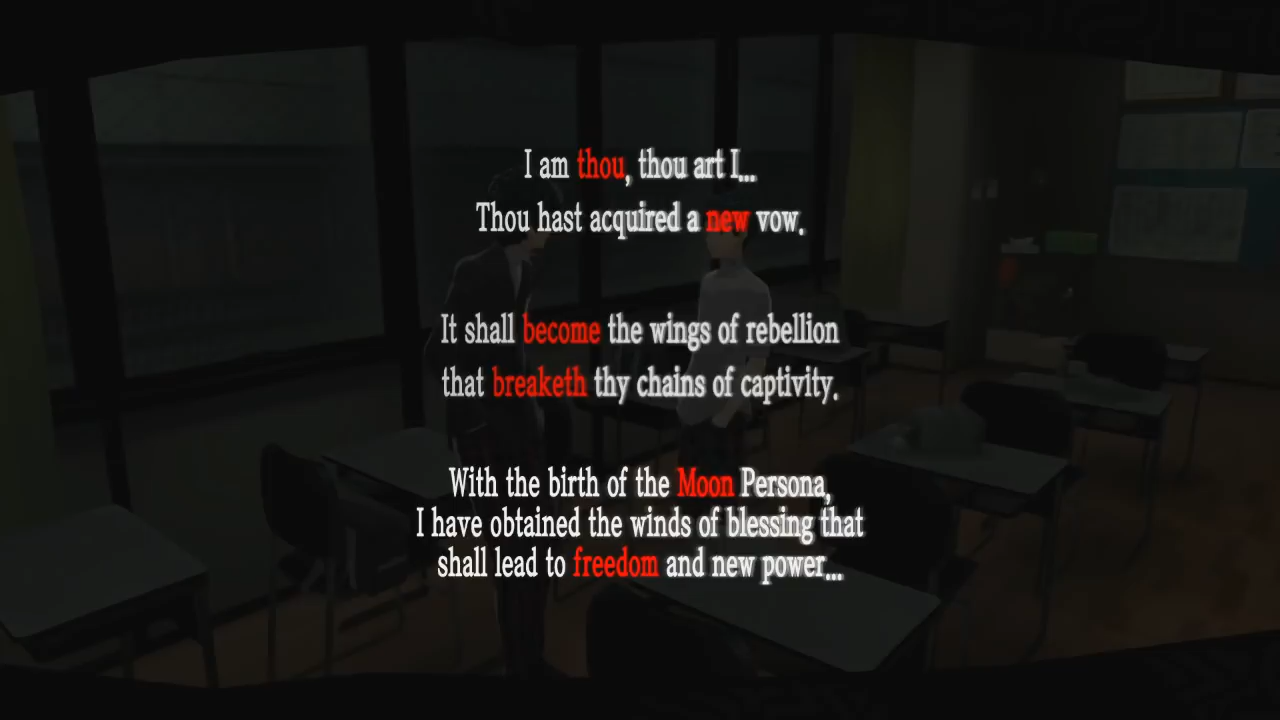 I am thou, thou art I...
Thou hast acquired a new vow.
It shall become the wings of rebellion
that breaketh thy chains of captivity.
With the birth of the Moon Persona,
I have obtained the winds of blessing that
shall lead to freedom and new power...